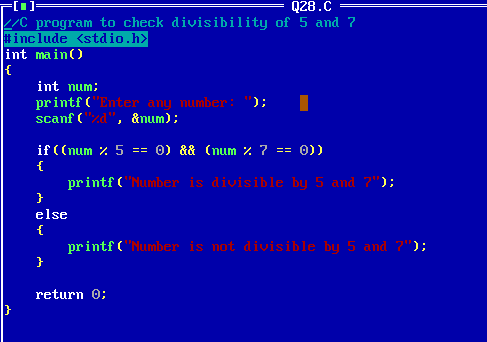 [■] Q28.C
//C program to check divisibility of 5 and 7
#include <stdio.h>
int main()
{
    int num;
    printf("Enter any number: ");
    scanf("%d", &num);

    if((num % 5 == 0) && (num % 7 == 0))
    {
        printf("Number is divisible by 5 and 7");
    }
    else
    {
        printf("Number is not divisible by 5 and 7");
    }

    return 0;
}